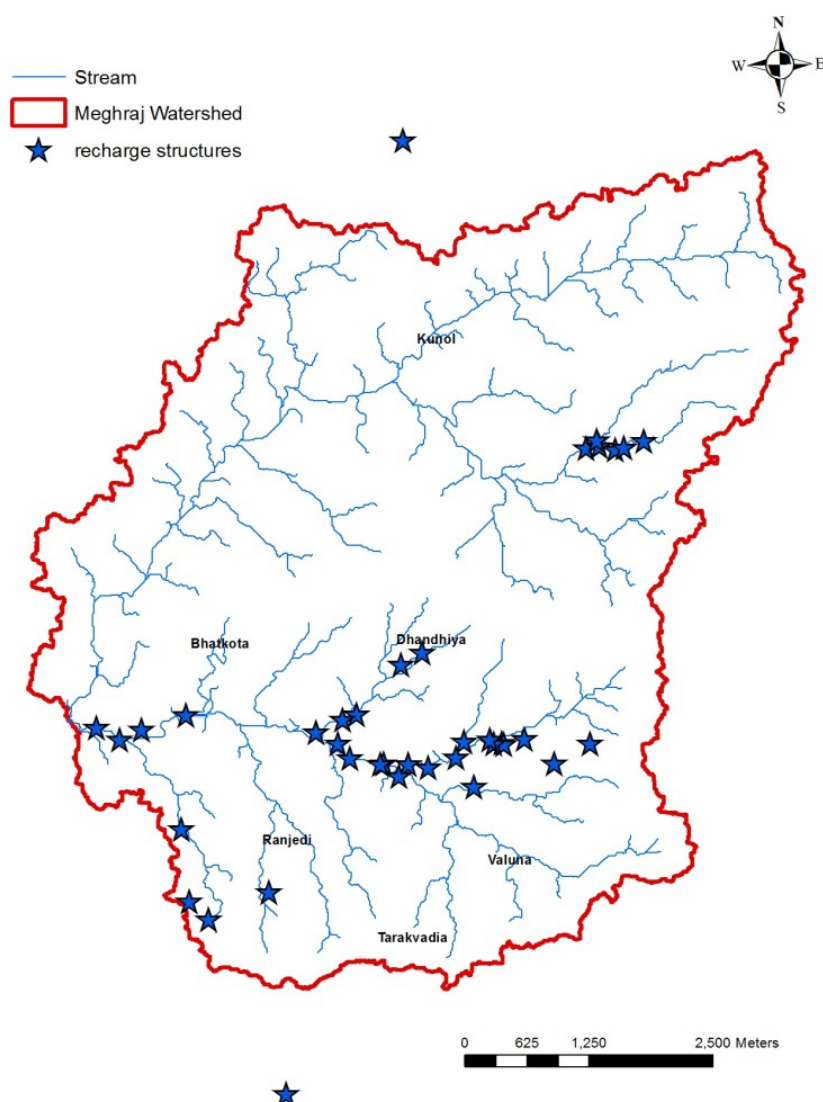 N
W E
S
Stream
Meghraj Watershed
recharge structures
Kunol
Bhatkota
Dhandhiya
Ranjedi
Valuna
Tarakvadia
0 625 1,250 2,500 Meters